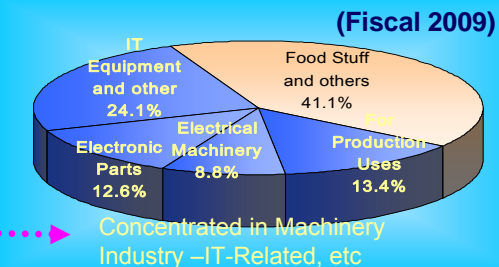 (Fiscal 2009)
IT
Equipment
and other
24.1%
Food Stuff
and others
41.1%
Electronic
Parts
12.6%
Electrical
Machinery
8.8%
For
Production
Uses
13.4%
Concentrated in Machinery
Industry –IT-Related, etc